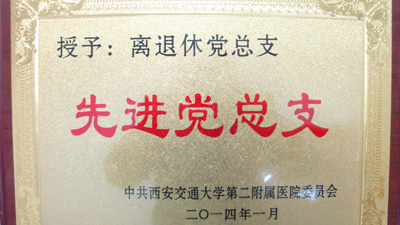 授予：离退休党总支
先进党总支
中共西安交通大学第二附属医院委员会
二〇一四年一月